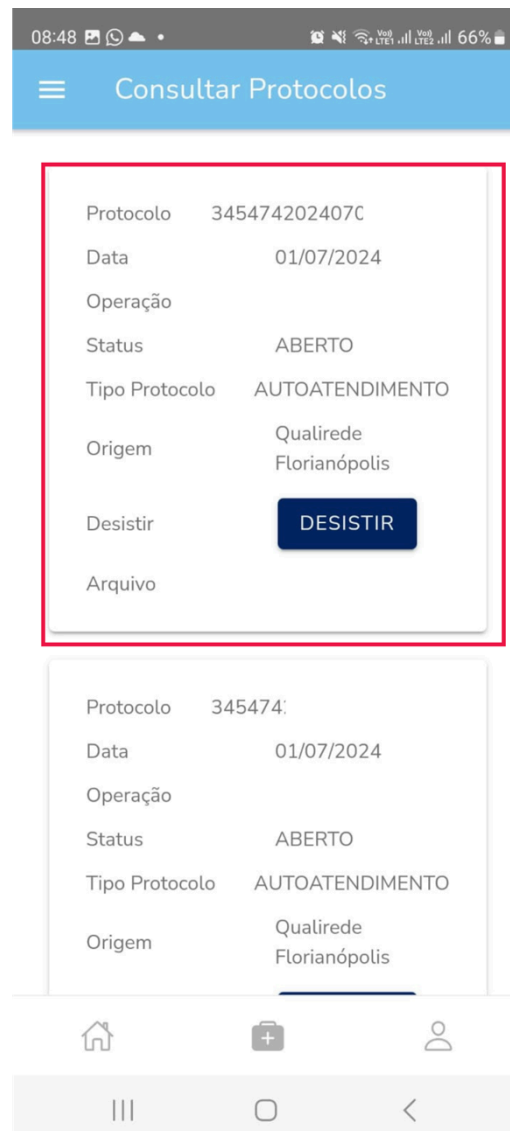 08:48 66%
Consultar Protocolos
Protocolo 3454742024070
Data 01/07/2024
Operação
Status ABERTO
Tipo Protocolo AUTOATENDIMENTO
Origem Qualirede
Florianópolis
Desistir DESISTIR
Arquivo
Protocolo 345474
Data 01/07/2024
Operação
Status ABERTO
Tipo Protocolo AUTOATENDIMENTO
Origem Qualirede
Florianópolis